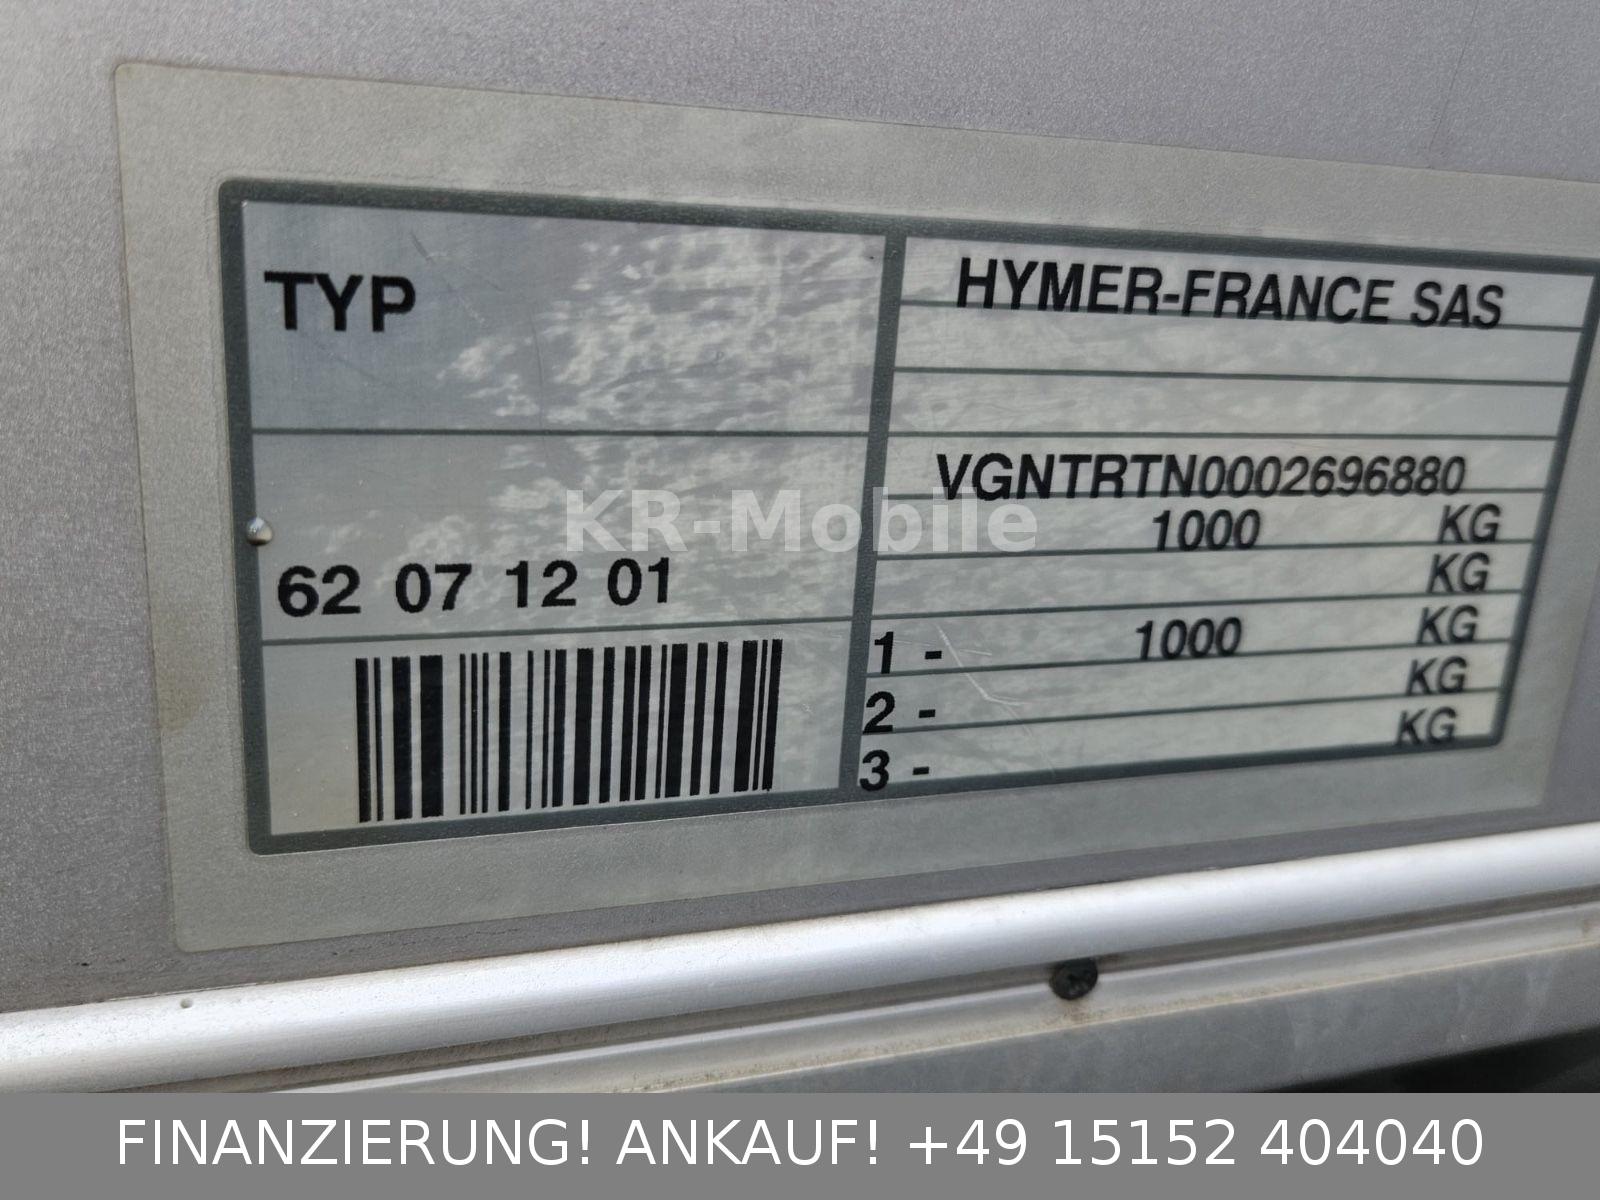 TYP
62 07 12 01
HYMER-FRANCE SAS
VGNTRTN0002696880
1000 KG
KG
1 - 1000 KG
2 - KG
3 - KG
KR-Mobile
FINANZIERUNG! ANKAUF! +49 15152 404040